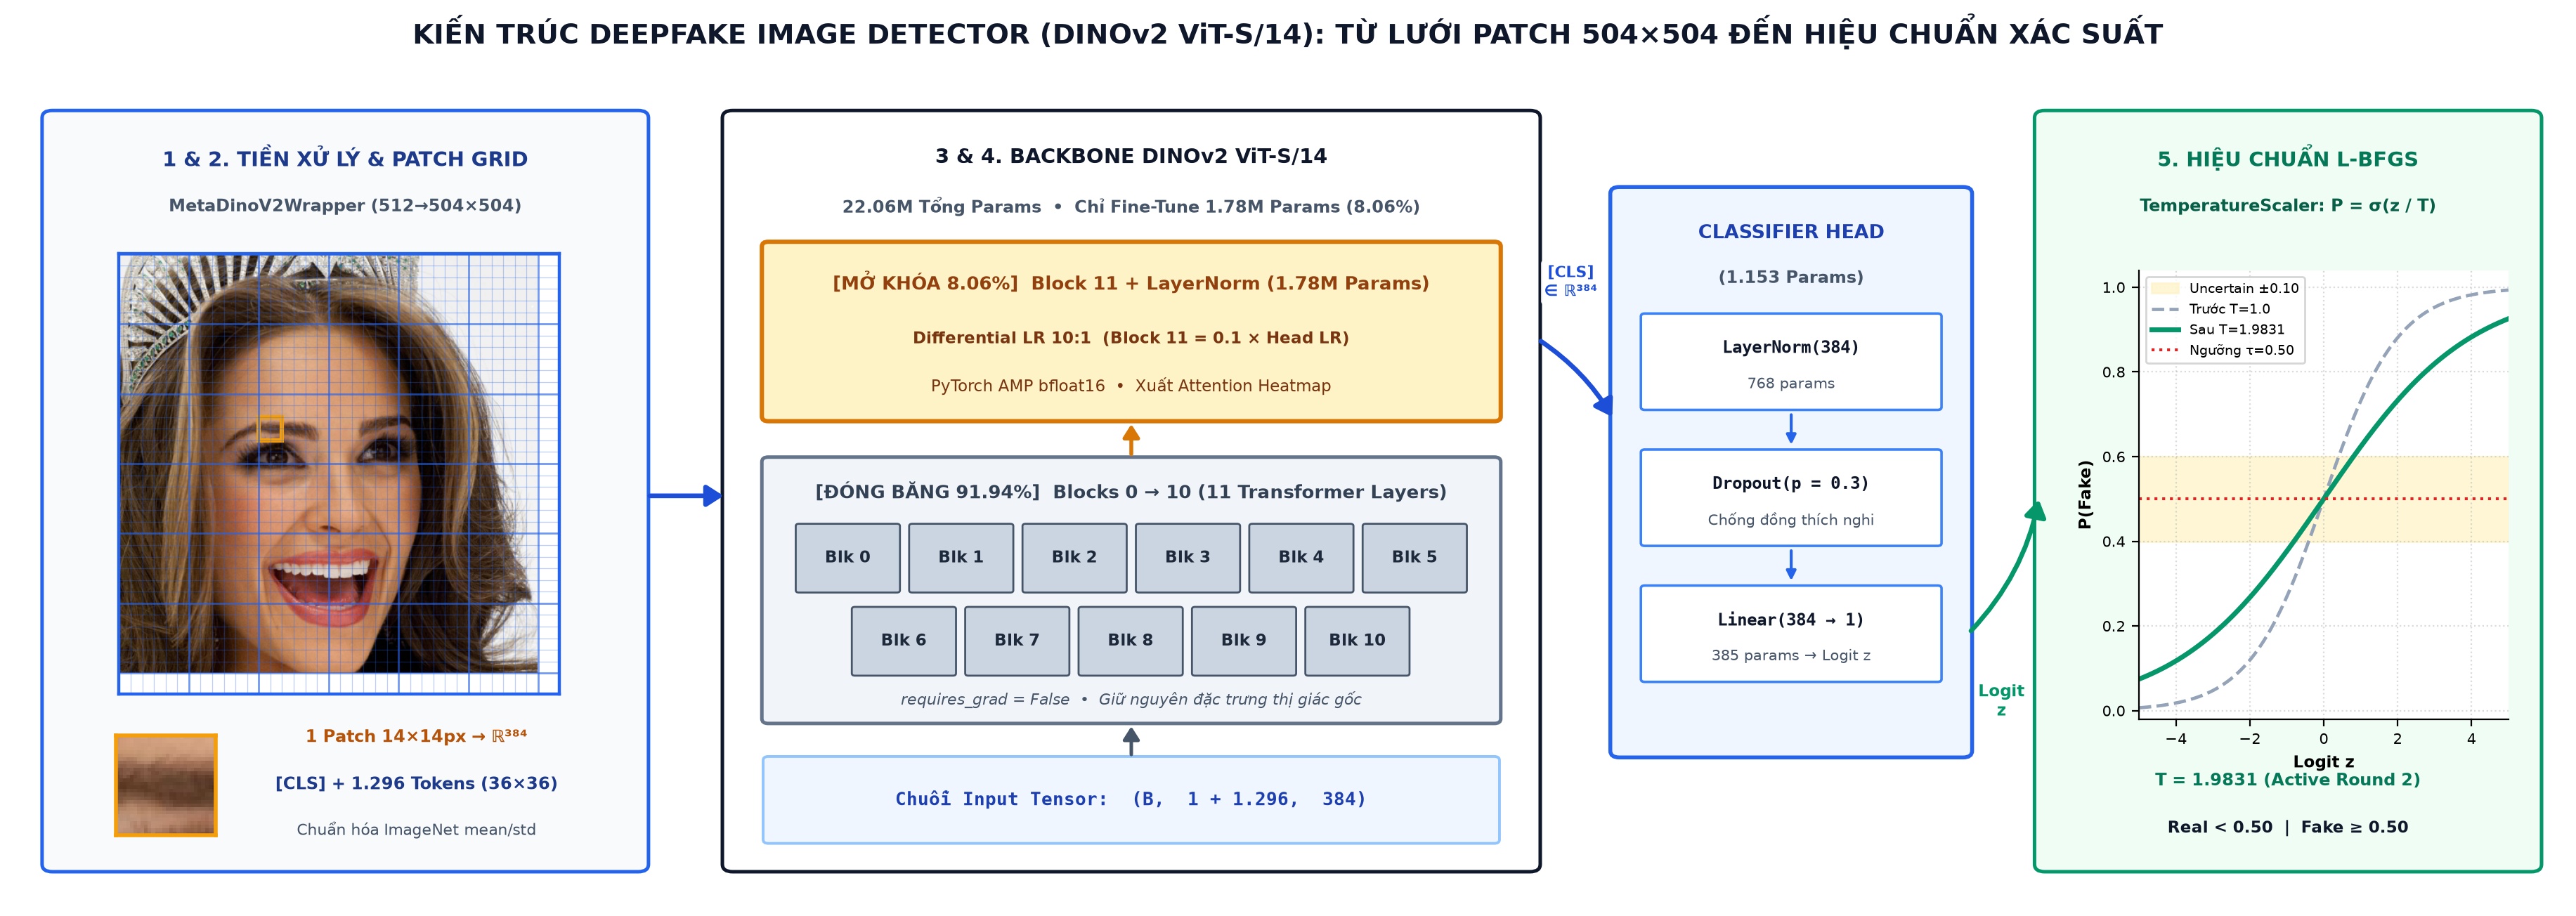 KIẾN TRÚC DEEPFAKE IMAGE DETECTOR (DINOv2 ViT-S/14): TỪ LƯỚI PATCH 504×504 ĐẾN HIỆU CHUẨN XÁC SUẤT
1 & 2. TIỀN XỬ LÝ & PATCH GRID
MetaDinoV2Wrapper (512→504×504)
1 Patch 14×14px → ℝ³⁸⁴
[CLS] + 1.296 Tokens (36×36)
Chuẩn hóa ImageNet mean/std
3 & 4. BACKBONE DINOv2 ViT-S/14
22.06M Tổng Params • Chỉ Fine-Tune 1.78M Params (8.06%)
[MỞ KHÓA 8.06%] Block 11 + LayerNorm (1.78M Params)
Differential LR 10:1 (Block 11 = 0.1 × Head LR)
PyTorch AMP bfloat16 • Xuất Attention Heatmap
[ĐÓNG BĂNG 91.94%] Blocks 0 → 10 (11 Transformer Layers)
Blk 0 Blk 1 Blk 2 Blk 3 Blk 4 Blk 5
Blk 6 Blk 7 Blk 8 Blk 9 Blk 10
requires_grad = False • Giữ nguyên đặc trưng thị giác gốc
Chuỗi Input Tensor: (B, 1 + 1.296, 384)
[CLS]
∈ ℝ³⁸⁴
CLASSIFIER HEAD
(1.153 Params)
LayerNorm(384)
768 params
Dropout(p = 0.3)
Chống đồng thích nghi
Linear(384 → 1)
385 params → Logit z
Logit
z
5. HIỆU CHUẨN L-BFGS
TemperatureScaler: P = σ(z / T)
Uncertain ±0.10
Trước T=1.0
Sau T=1.9831
Ngưỡng τ=0.50
P(Fake)
1.0
0.8
0.6
0.4
0.2
0.0
−4 −2 0 2 4
Logit z
T = 1.9831 (Active Round 2)
Real < 0.50 | Fake ≥ 0.50